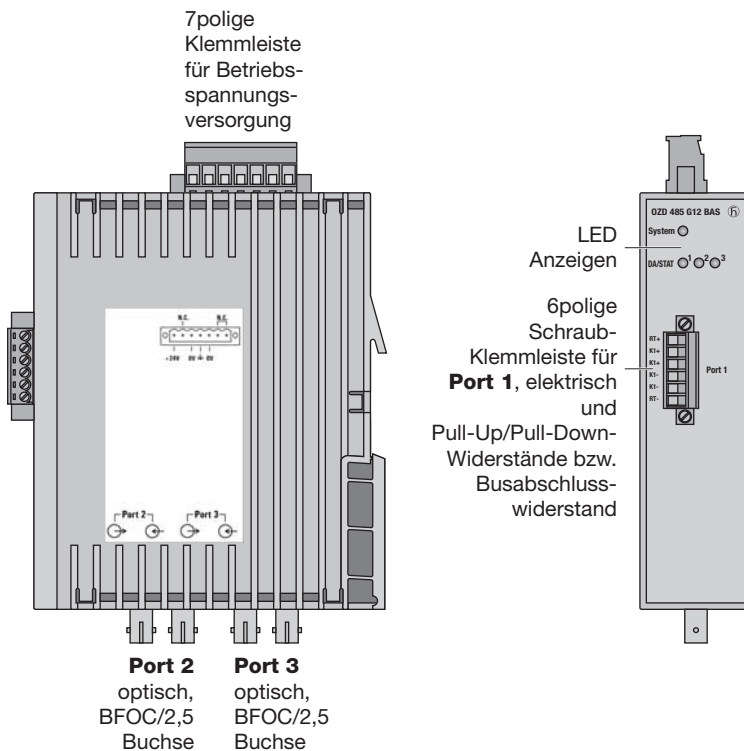 7polige
Klemmleiste
für Betriebs-
spannungs-
versorgung
N.C.
N.C.
+24V 0V 0V
Port 2
Port 3
Port 2
optisch,
BFOC/2,5
Buchse
Port 3
optisch,
BFOC/2,5
Buchse
LED
Anzeigen
6polige
Schraub-
Klemmleiste für
Port 1, elektrisch
und
Pull-Up/Pull-Down-
Widerstände bzw.
Busabschluss-
widerstand
OZD 485 G12 BAS
System
DA/STAT 1 2 3
RT+
K1+
K1+
K1-
K1-
RT-
Port 1